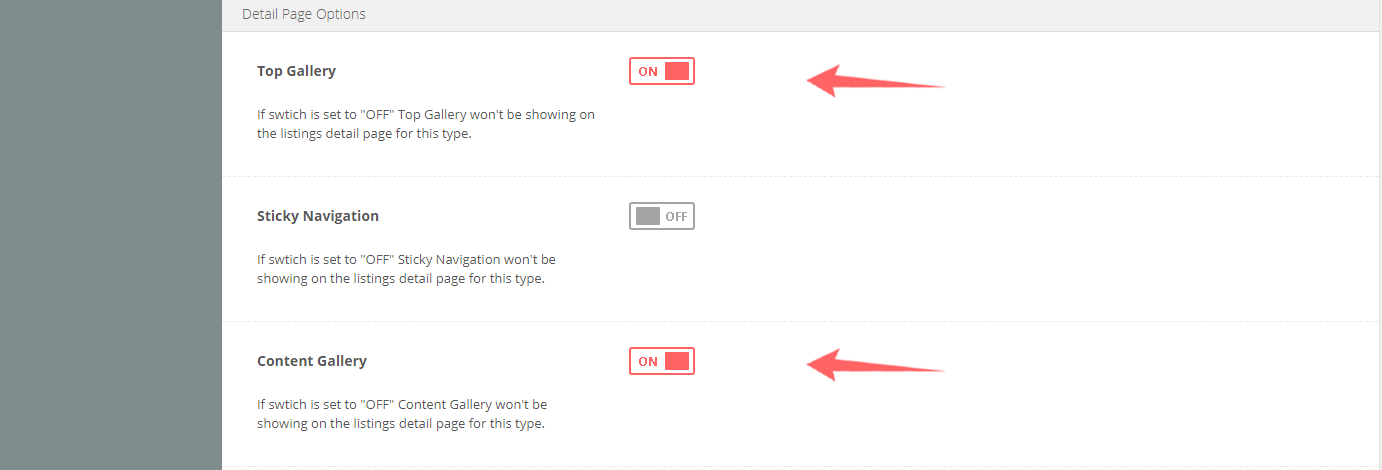 Detail Page Options
Top Gallery
ON
If swtich is set to "OFF" Top Gallery won't be showing on
the listings detail page for this type.
Sticky Navigation
OFF
If swtich is set to "OFF" Sticky Navigation won't be
showing on the listings detail page for this type.
Content Gallery
ON
If swtich is set to "OFF" Content Gallery won't be
showing on the listings detail page for this type.